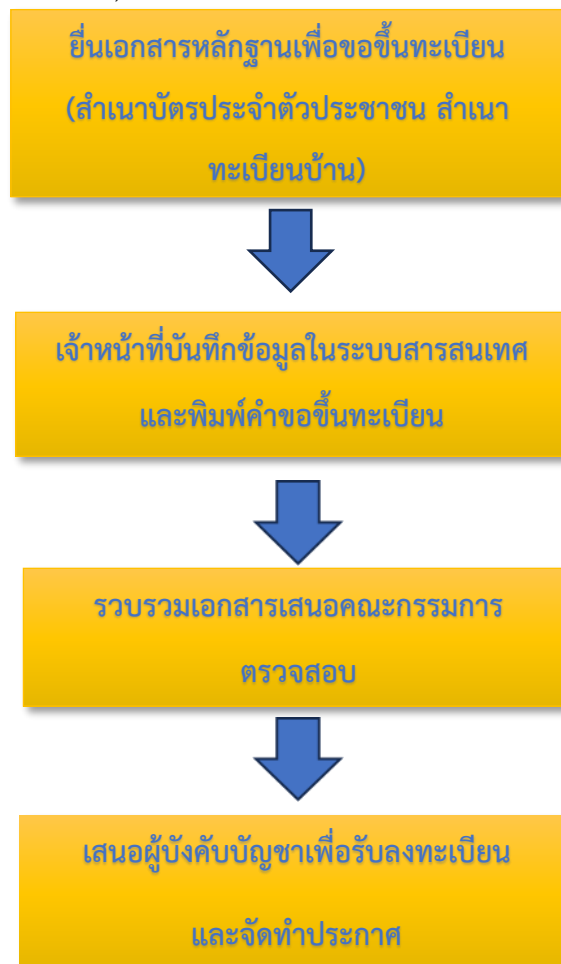 ยื่นเอกสารหลักฐานเพื่อขอขึ้นทะเบียน
(สำเนาบัตรประจำตัวประชาชน สำเนา
ทะเบียนบ้าน)
เจ้าหน้าที่บันทึกข้อมูลในระบบสารสนเทศ
และพิมพ์คำขอขึ้นทะเบียน
รวบรวมเอกสารเสนอคณะกรรมการ
ตรวจสอบ
เสนอผู้บังคับบัญชาเพื่อรับลงทะเบียน
และจัดทำประกาศ